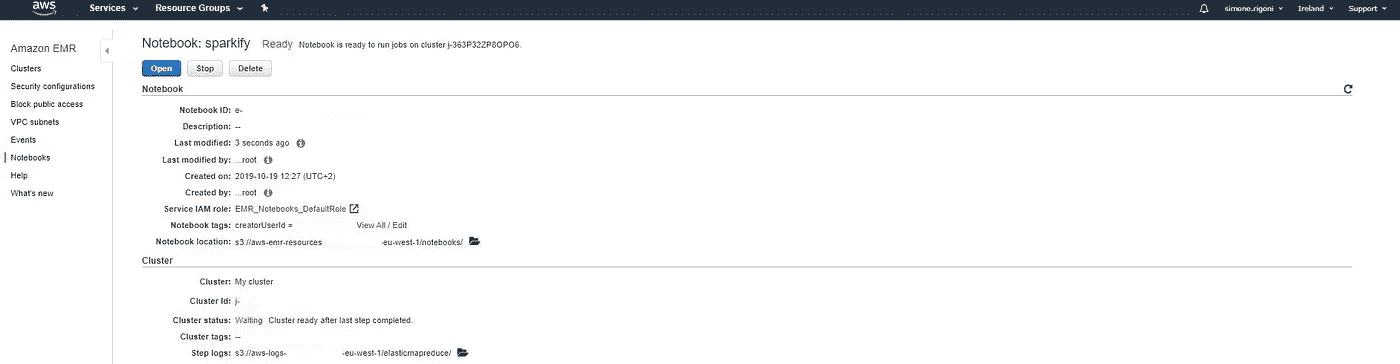 aws Services Resource Groups simone.rigoni Ireland Support
Amazon EMR
Clusters
Security configurations
Block public access
VPC subnets
Events
Notebooks
Help
What's new
Notebook: sparkify Ready Notebook is ready to run jobs on cluster j-363P32ZP8OPO6.
Open Stop Delete
Notebook
Notebook ID: e-
Description: --
Last modified: 3 seconds ago
Last modified by: ...root
Created on: 2019-10-19 12:27 (UTC+2)
Created by: ...root
Service IAM role: EMR_Notebooks_DefaultRole
Notebook tags: creatorUserId = View All / Edit
Notebook location: s3://aws-emr-resources -eu-west-1/notebooks/
Cluster
Cluster: My cluster
Cluster Id: j-
Cluster status: Waiting Cluster ready after last step completed.
Cluster tags: --
Step logs: s3://aws-logs- -eu-west-1/elasticmapreduce/